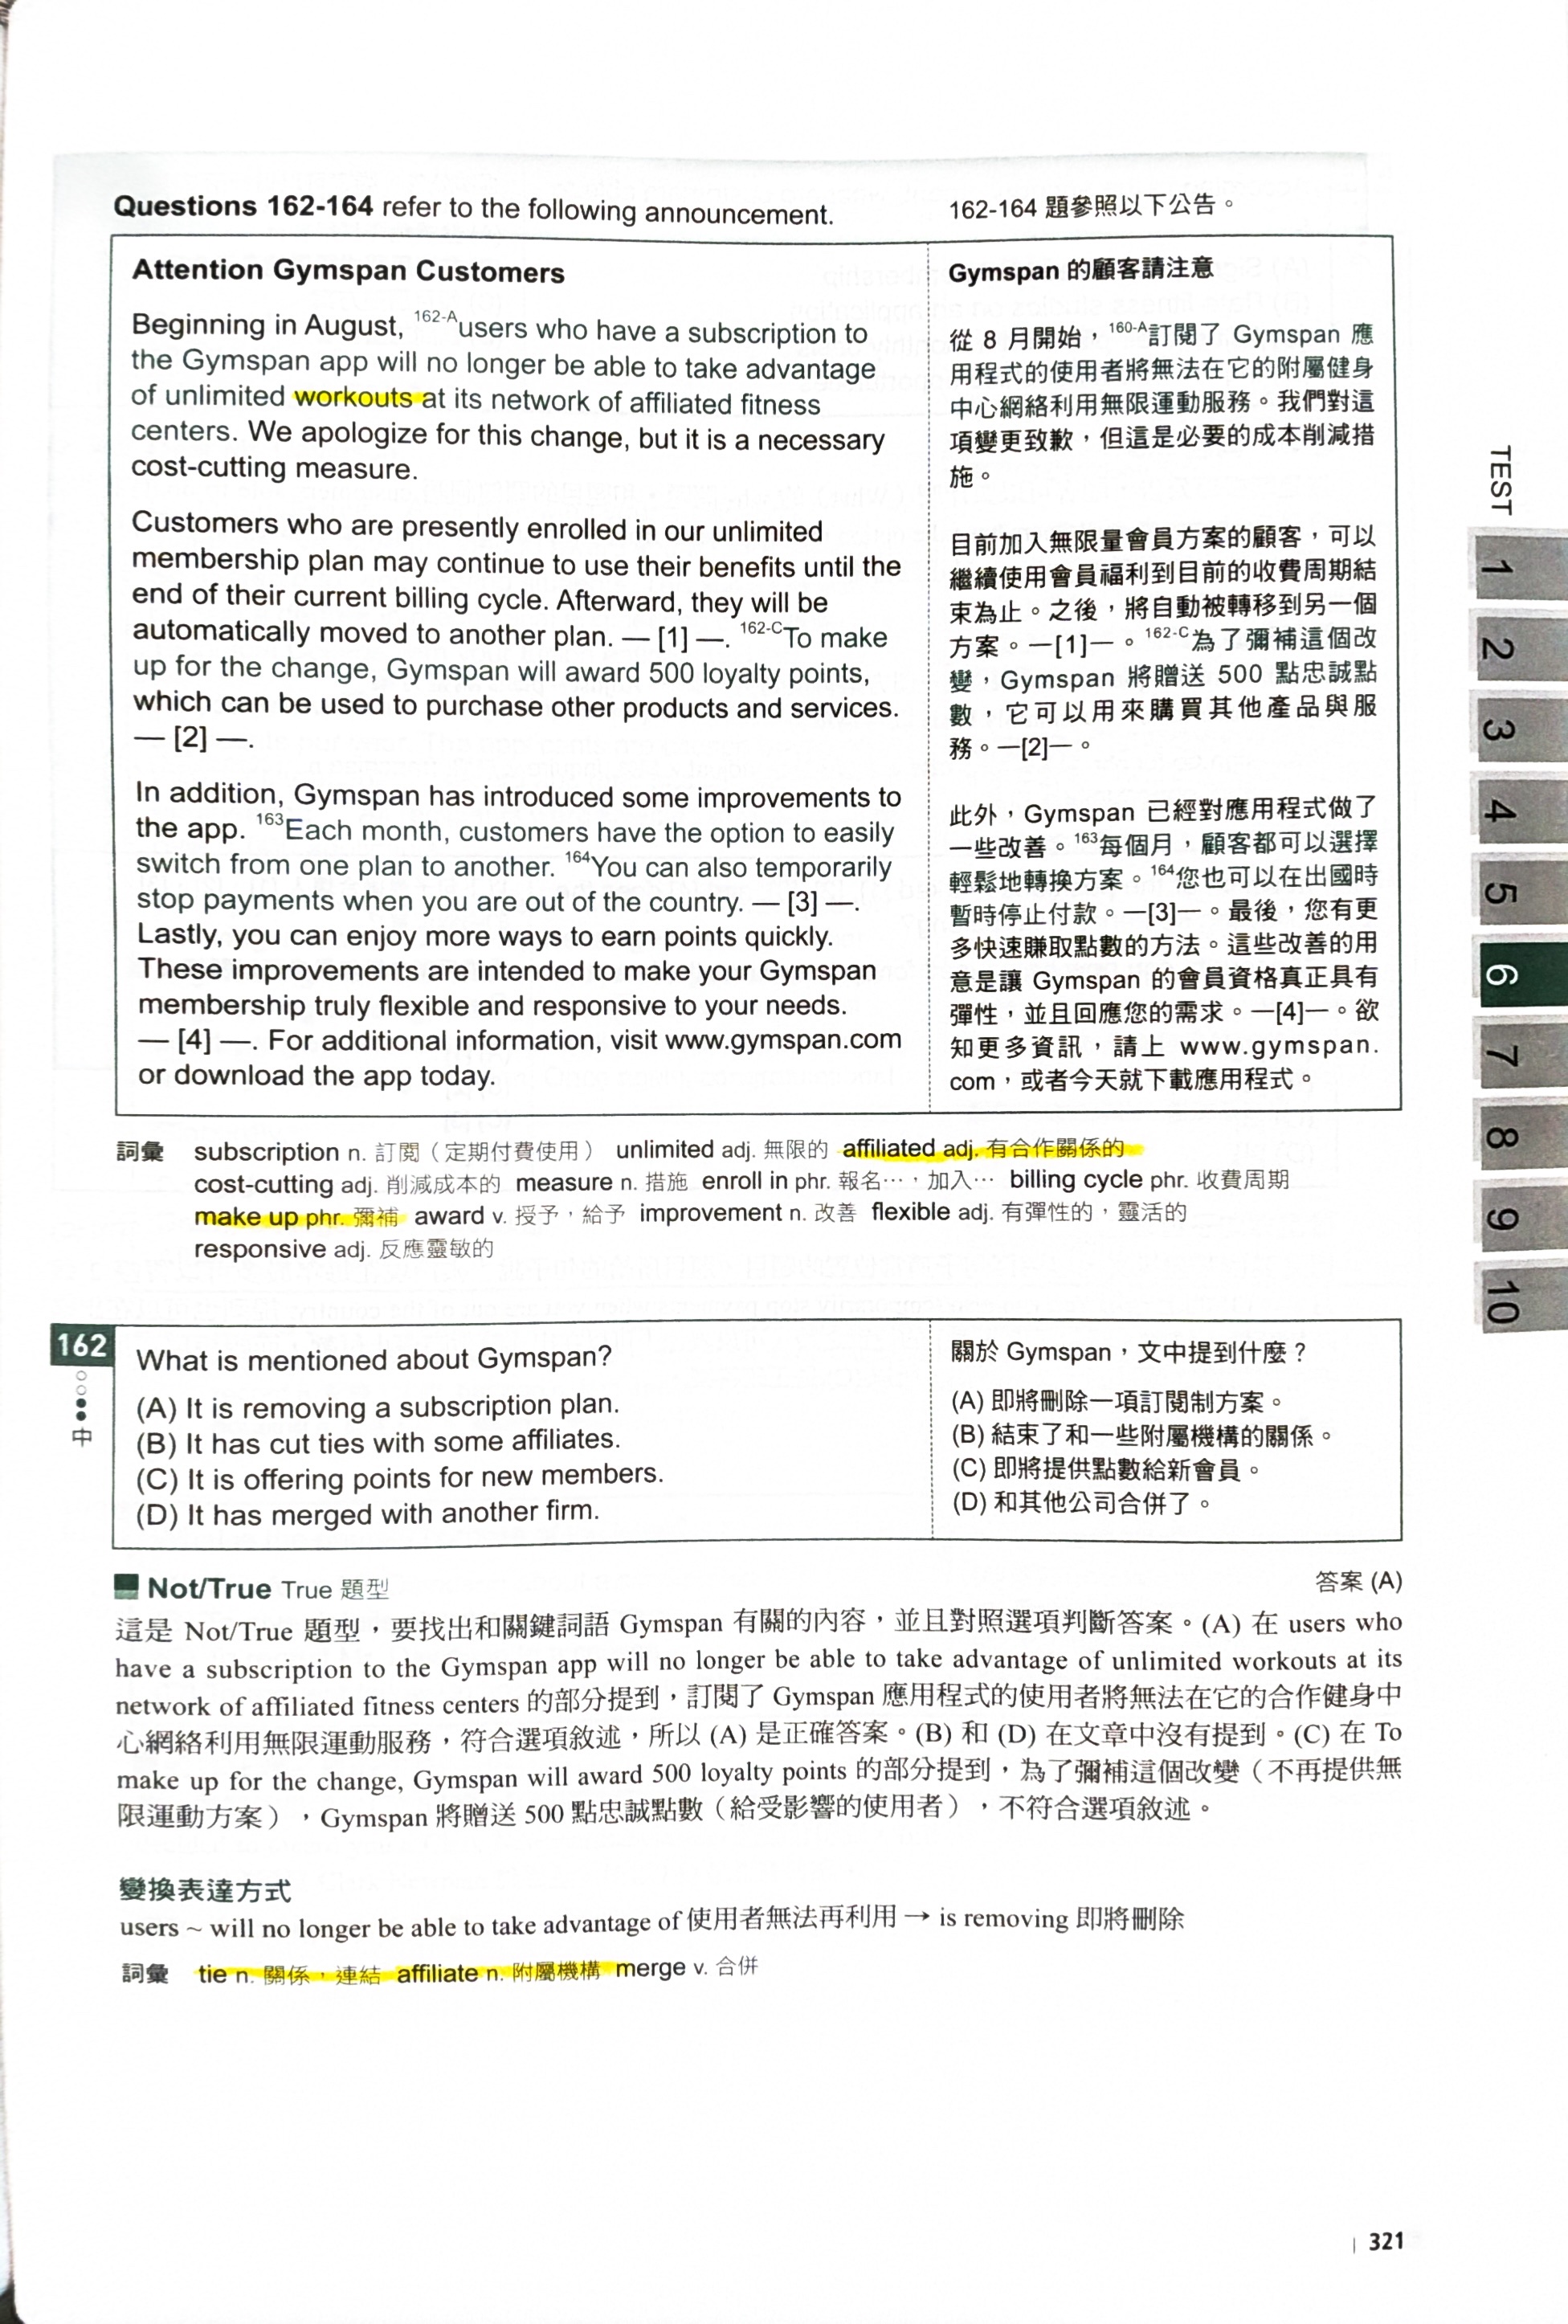 Questions 162-164 refer to the following announcement.
162-164 題參照以下公告。
Attention Gymspan Customers
Beginning in August, 162-Ausers who have a subscription to
the Gymspan app will no longer be able to take advantage
of unlimited workouts at its network of affiliated fitness
centers. We apologize for this change, but it is a necessary
cost-cutting measure.
Customers who are presently enrolled in our unlimited
membership plan may continue to use their benefits until the
end of their current billing cycle. Afterward, they will be
automatically moved to another plan. — [1] —. 162-CTo make
up for the change, Gymspan will award 500 loyalty points,
which can be used to purchase other products and services.
— [2] —.
In addition, Gymspan has introduced some improvements to
the app. 163Each month, customers have the option to easily
switch from one plan to another. 164You can also temporarily
stop payments when you are out of the country. — [3] —.
Lastly, you can enjoy more ways to earn points quickly.
These improvements are intended to make your Gymspan
membership truly flexible and responsive to your needs.
— [4] —. For additional information, visit www.gymspan.com
or download the app today.
Gymspan 的顧客請注意
從 8 月開始，160-A訂閱了 Gymspan 應
用程式的使用者將無法在它的附屬健身
中心網絡利用無限運動服務。我們對這
項變更致歉，但這是必要的成本削減措
施。
目前加入無限量會員方案的顧客，可以
繼續使用會員福利到目前的收費周期結
束為止。之後，將自動被轉移到另一個
方案。—[1]—。162-C為了彌補這個改
變，Gymspan 將贈送 500 點忠誠點
數，它可以用來購買其他產品與服
務。—[2]—。
此外，Gymspan 已經對應用程式做了
一些改善。163每個月，顧客都可以選擇
輕鬆地轉換方案。164您也可以在出國時
暫時停止付款。—[3]—。最後，您有更
多快速賺取點數的方法。這些改善的用
意是讓 Gymspan 的會員資格真正具有
彈性，並且回應您的需求。—[4]—。欲
知更多資訊，請上 www.gymspan.
com，或者今天就下載應用程式。
詞彙 subscription n. 訂閱（定期付費使用） unlimited adj. 無限的 affiliated adj. 有合作關係的
cost-cutting adj. 削減成本的 measure n. 措施 enroll in phr. 報名…，加入… billing cycle phr. 收費周期
make up phr. 彌補 award v. 授予，給予 improvement n. 改善 flexible adj. 有彈性的，靈活的
responsive adj. 反應靈敏的
162
○○●●
中
What is mentioned about Gymspan?
(A) It is removing a subscription plan.
(B) It has cut ties with some affiliates.
(C) It is offering points for new members.
(D) It has merged with another firm.
關於 Gymspan，文中提到什麼？
(A) 即將刪除一項訂閱制方案。
(B) 結束了和一些附屬機構的關係。
(C) 即將提供點數給新會員。
(D) 和其他公司合併了。
Not/True True 題型
答案 (A)
這是 Not/True 題型，要找出和關鍵詞語 Gymspan 有關的內容，並且對照選項判斷答案。(A) 在 users who
have a subscription to the Gymspan app will no longer be able to take advantage of unlimited workouts at its
network of affiliated fitness centers 的部分提到，訂閱了 Gymspan 應用程式的使用者將無法在它的合作健身中
心網絡利用無限運動服務，符合選項敘述，所以 (A) 是正確答案。(B) 和 (D) 在文章中沒有提到。(C) 在 To
make up for the change, Gymspan will award 500 loyalty points 的部分提到，為了彌補這個改變（不再提供無
限運動方案），Gymspan 將贈送 500 點忠誠點數（給受影響的使用者），不符合選項敘述。
變換表達方式
users ~ will no longer be able to take advantage of 使用者無法再利用 → is removing 即將刪除
詞彙 tie n. 關係，連結 affiliate n. 附屬機構 merge v. 合併
TEST
1
2
3
4
5
6
7
8
9
10
321